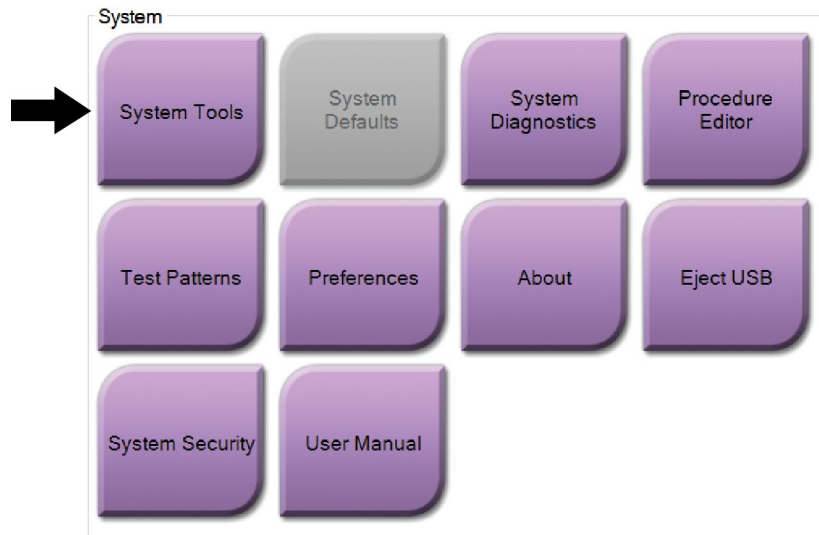 System
System Tools
System
Defaults
System
Diagnostics
Procedure
Editor
Test Patterns
Preferences
About
Eject USB
System Security
User Manual